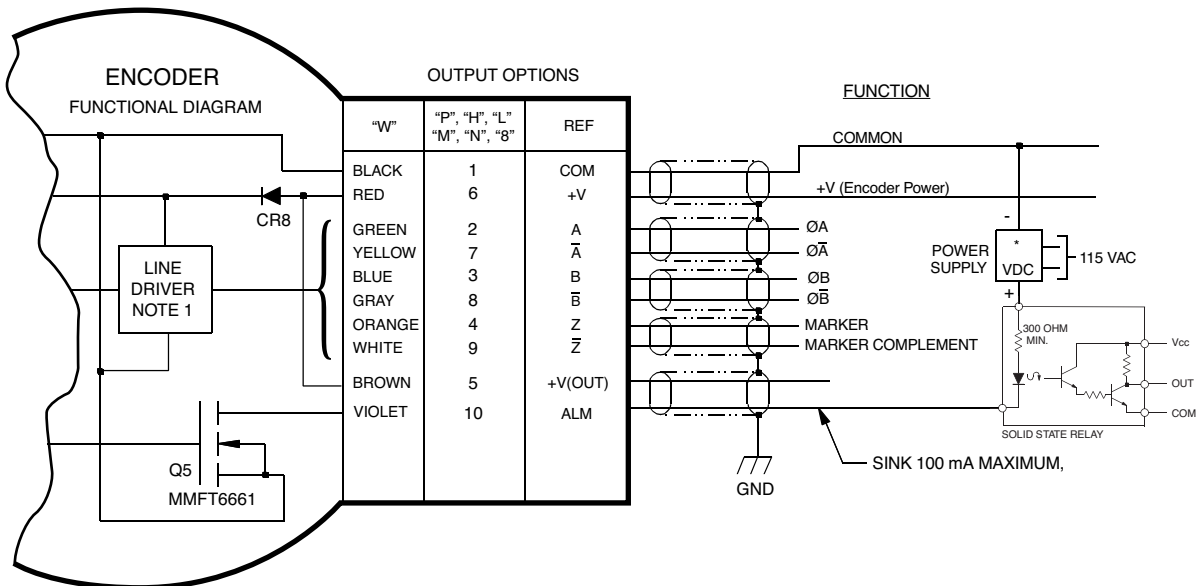 ENCODER
FUNCTIONAL DIAGRAM
OUTPUT OPTIONS
FUNCTION
“W” “P”, “H”, “L” “M”, “N”, “8” REF
BLACK 1 COM
RED 6 +V
GREEN 2 A
YELLOW 7 A̅
BLUE 3 B
GRAY 8 B̅
ORANGE 4 Z
WHITE 9 Z̅
BROWN 5 +V(OUT)
VIOLET 10 ALM
CR8
LINE
DRIVER
NOTE 1
Q5
MMFT6661
COMMON
+V (Encoder Power)
ØA
ØA̅
ØB
ØB̅
MARKER
MARKER COMPLEMENT
GND
SINK 100 mA MAXIMUM,
-
POWER
SUPPLY
*
VDC
115 VAC
+
300 OHM
MIN.
Vcc
OUT
COM
SOLID STATE RELAY